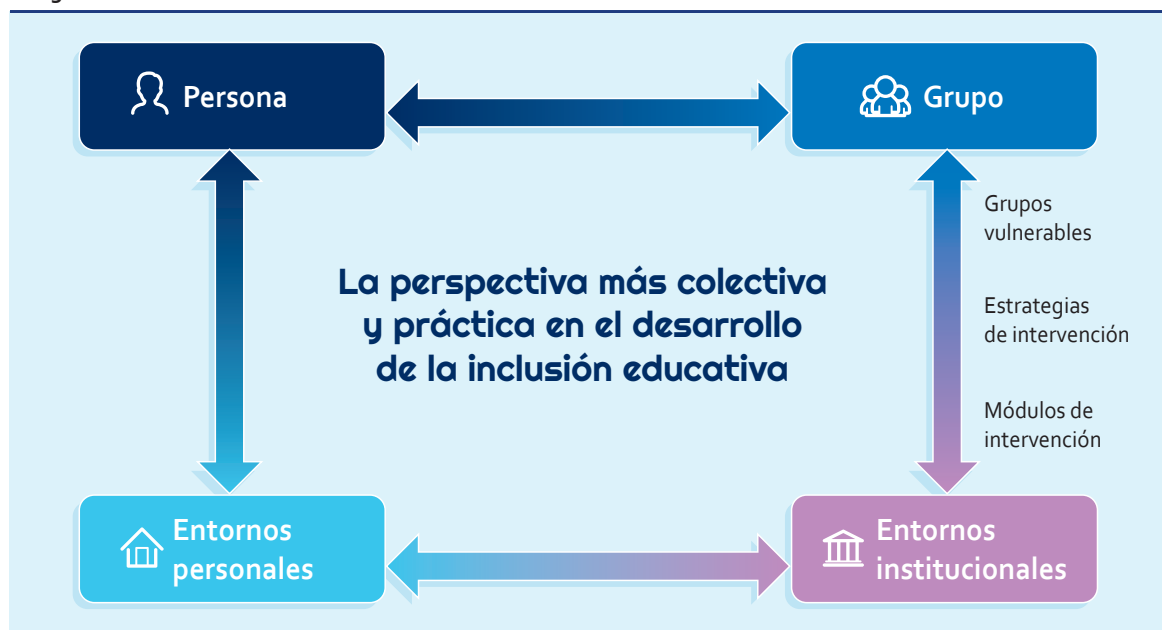 Persona
Grupo
Grupos
vulnerables
La perspectiva más colectiva
y práctica en el desarrollo
de la inclusión educativa
Estrategias
de intervención
Módulos de
intervención
Entornos
personales
Entornos
institucionales